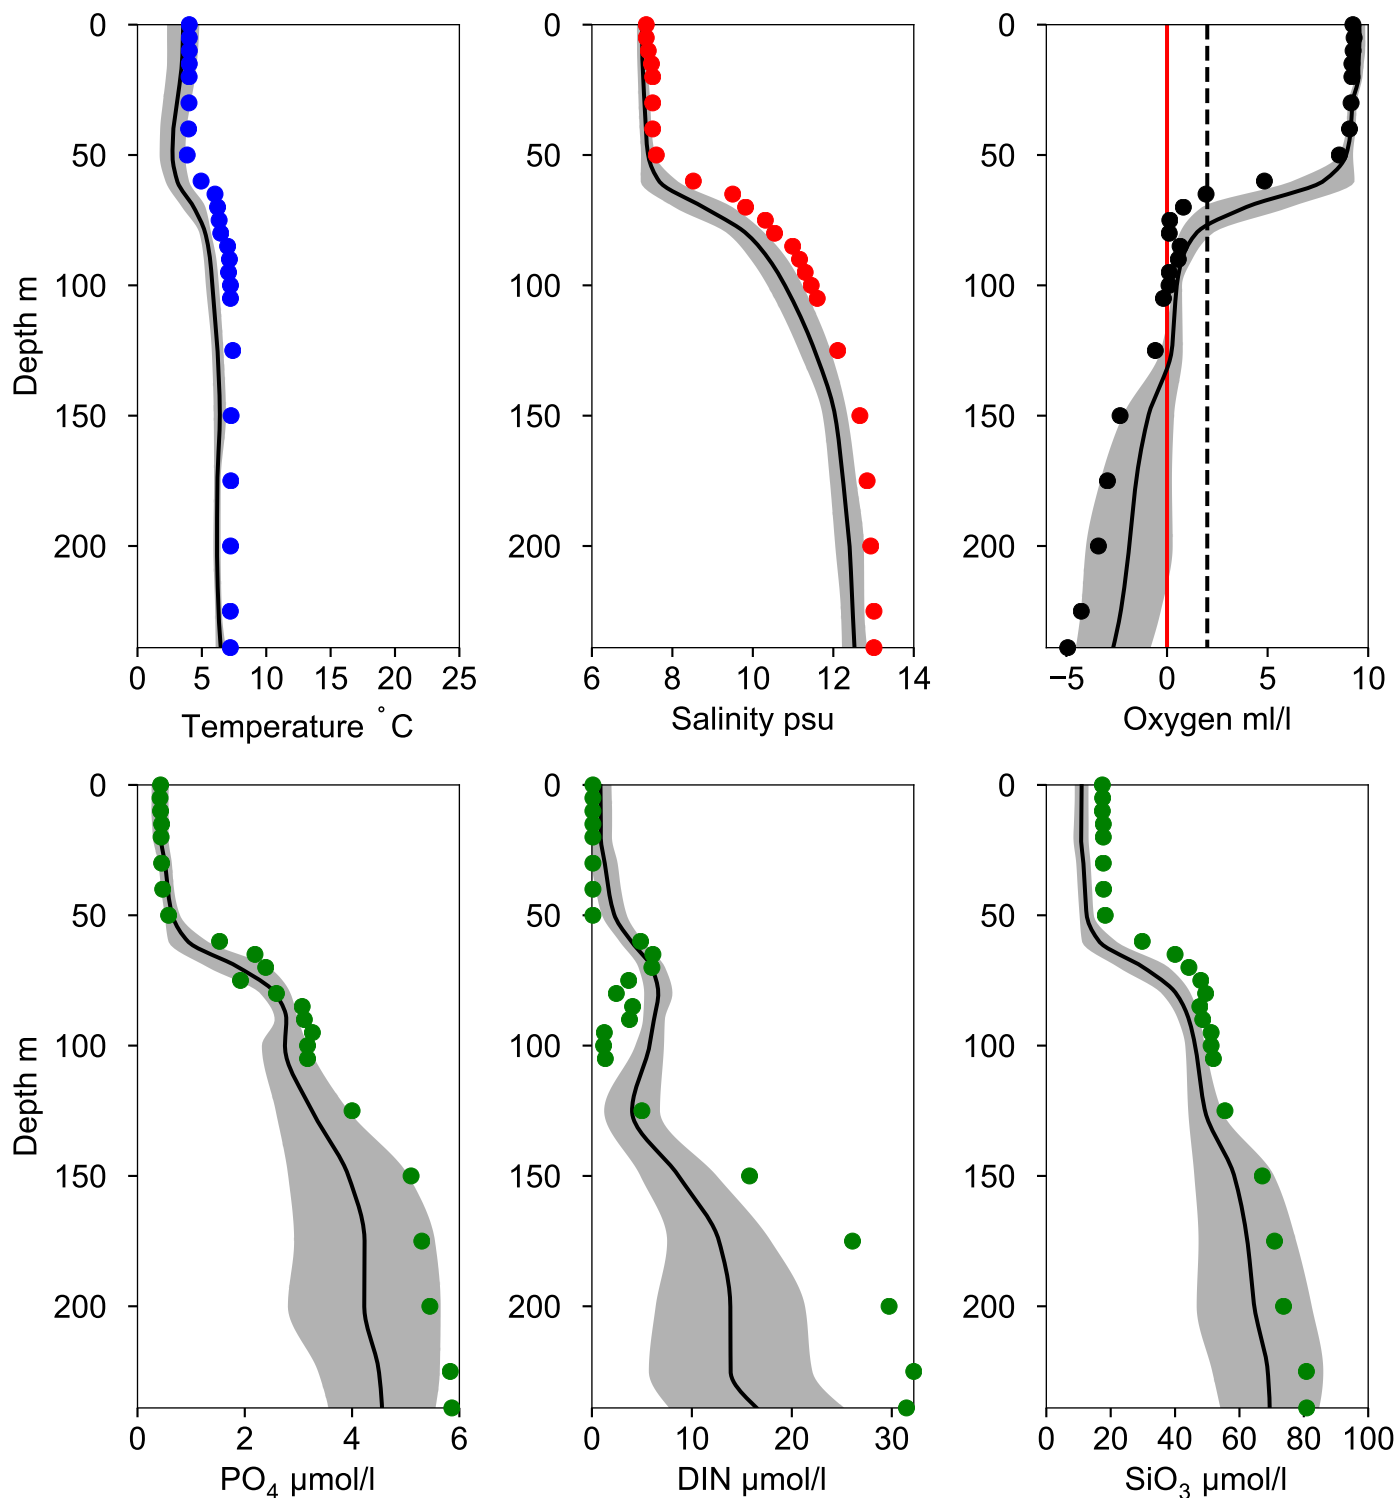 0
50
100
150
200
Depth m
0 5 10 15 20 25
Temperature °C
0
50
100
150
200
6 8 10 12 14
Salinity psu
0
50
100
150
200
−5 0 5 10
Oxygen ml/l
0
50
100
150
200
Depth m
0 2 4 6
PO₄ µmol/l
0
50
100
150
200
0 10 20 30
DIN µmol/l
0
50
100
150
200
0 20 40 60 80 100
SiO₃ µmol/l